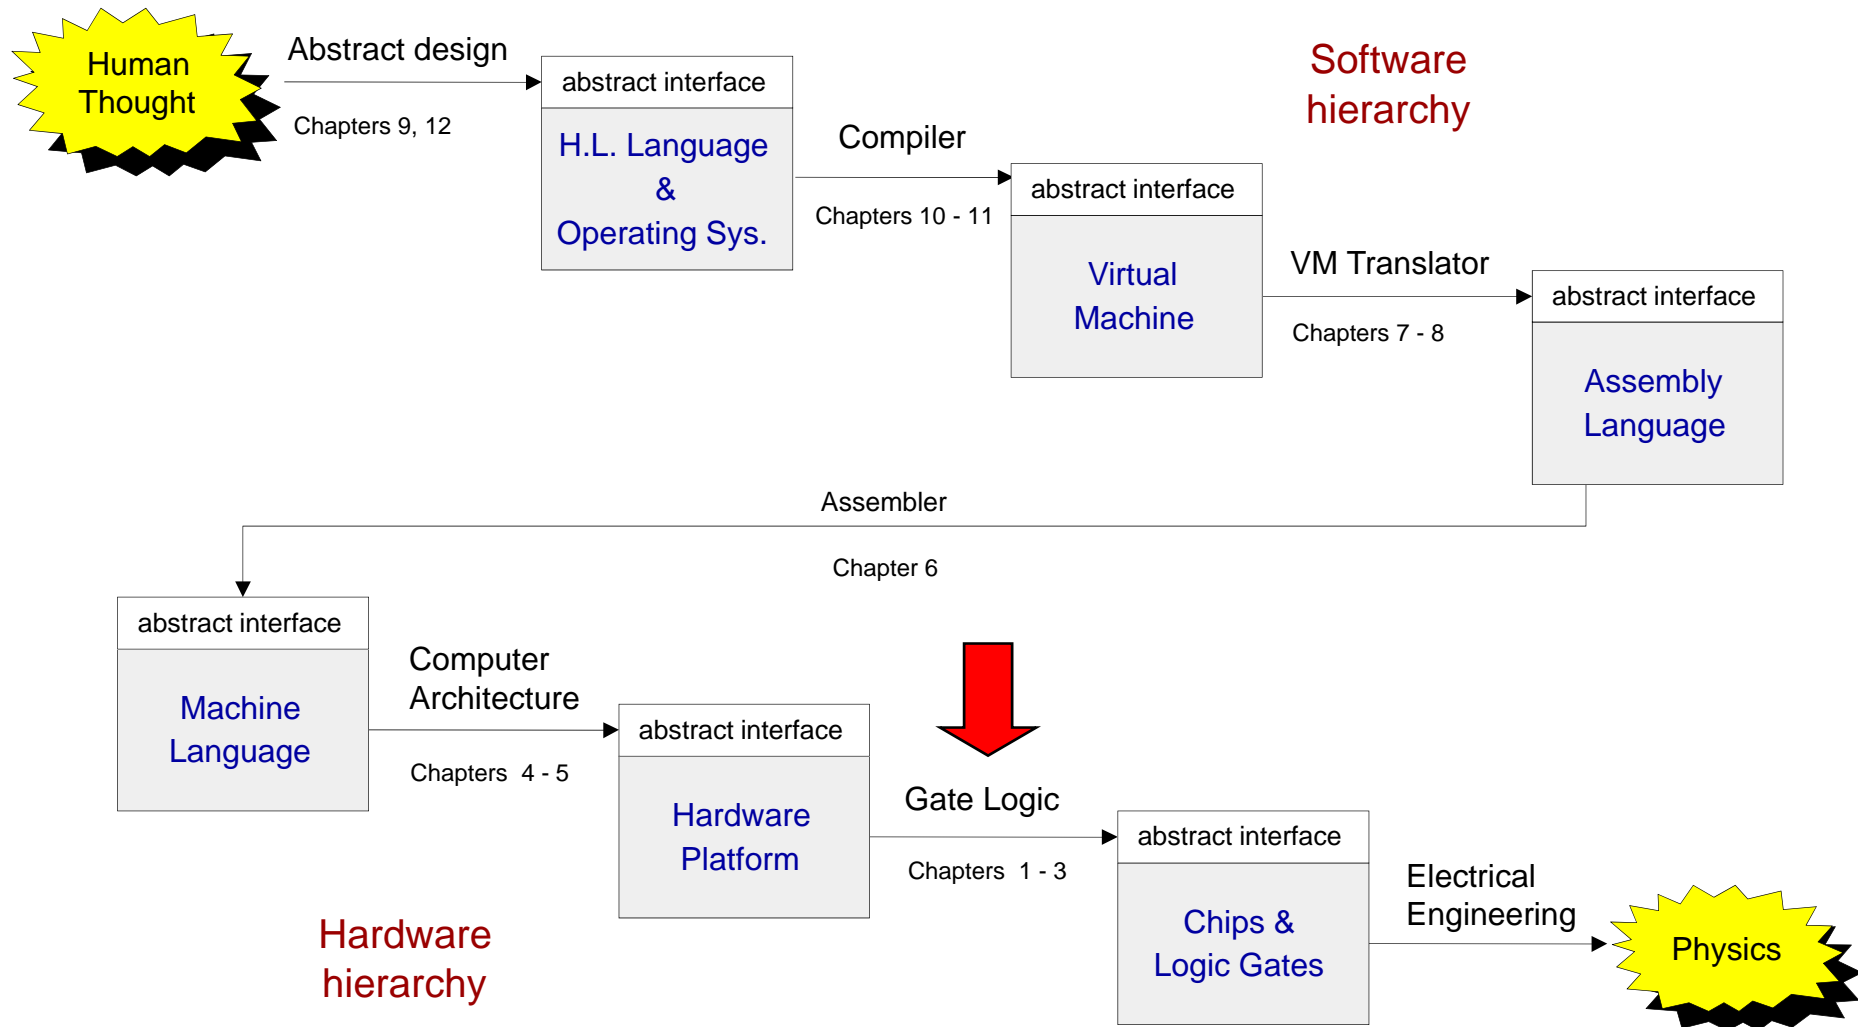 Human
Thought
Abstract design
Chapters 9, 12
abstract interface
H.L. Language
&
Operating Sys.
Compiler
Chapters 10 - 11
Software
hierarchy
abstract interface
Virtual
Machine
VM Translator
Chapters 7 - 8
abstract interface
Assembly
Language
Assembler
Chapter 6
abstract interface
Machine
Language
Computer
Architecture
Chapters 4 - 5
abstract interface
Hardware
Platform
Gate Logic
Chapters 1 - 3
abstract interface
Chips &
Logic Gates
Electrical
Engineering
Physics
Hardware
hierarchy